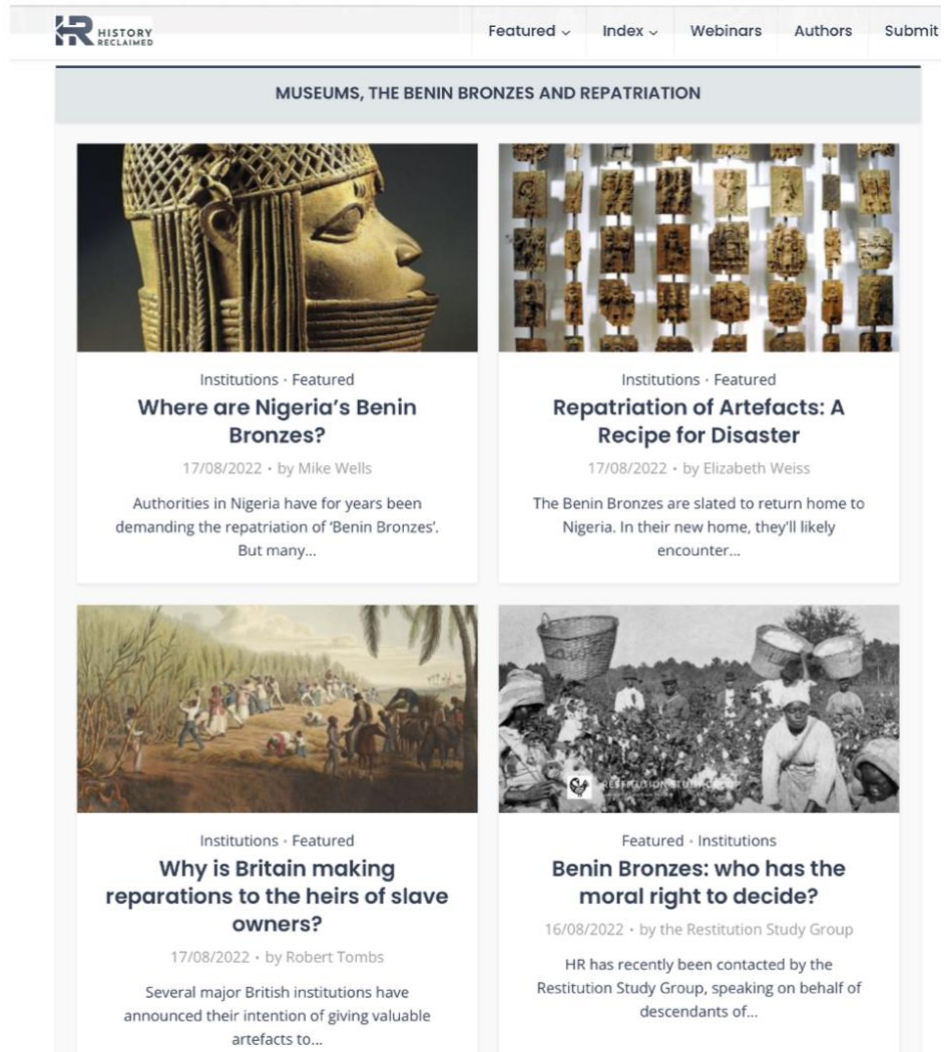 HISTORY
RECLAIMED
Featured
Index
Webinars
Authors
Submit
MUSEUMS, THE BENIN BRONZES AND REPATRIATION
Institutions · Featured
Where are Nigeria's Benin
Bronzes?
17/08/2022 · by Mike Wells
Authorities in Nigeria have for years been
demanding the repatriation of ‘Benin Bronzes’.
But many...
Institutions · Featured
Repatriation of Artefacts: A
Recipe for Disaster
17/08/2022 · by Elizabeth Weiss
The Benin Bronzes are slated to return home to
Nigeria. In their new home, they'll likely
encounter...
Institutions · Featured
Why is Britain making
reparations to the heirs of slave
owners?
17/08/2022 · by Robert Tombs
Several major British institutions have
announced their intention of giving valuable
artefacts to...
RESTITUTION STUDY GROUP
Featured · Institutions
Benin Bronzes: who has the
moral right to decide?
16/08/2022 · by the Restitution Study Group
HR has recently been contacted by the
Restitution Study Group, speaking on behalf of
descendants of...